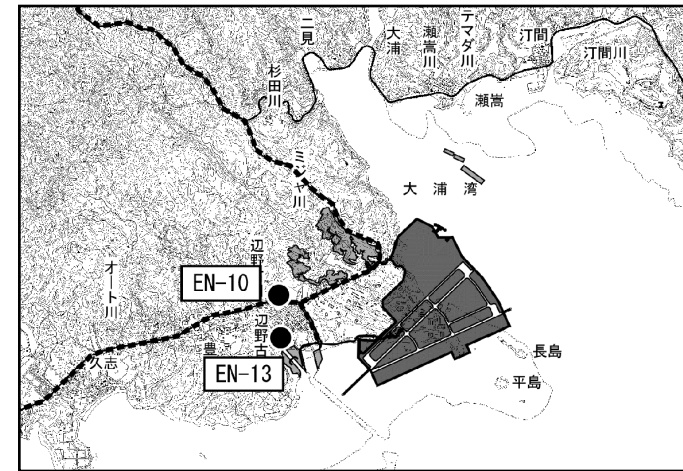 二見
大浦
瀬嵩川
テマダ川
汀間
汀間川
杉田川
瀬嵩
ミジャ川
大浦湾
辺野
オート川
EN-10
辺野古
豊
久志
EN-13
長島
平島